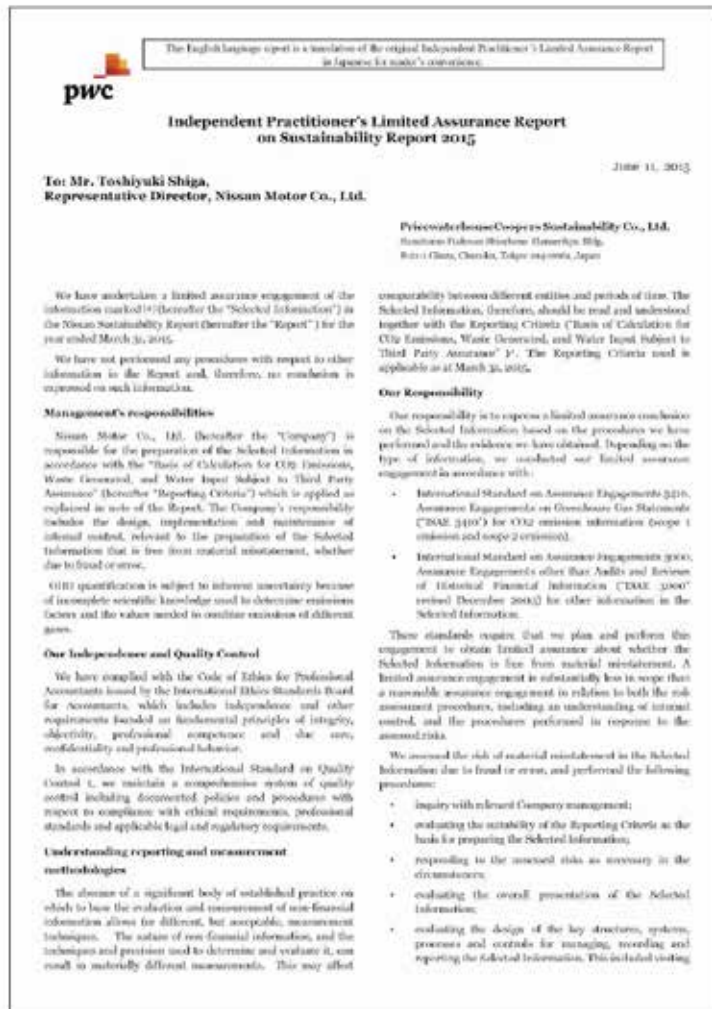 The English language report is a translation of the original Independent Practitioner's Limited Assurance Report
in Japanese for reader's convenience.
pwc
Independent Practitioner's Limited Assurance Report
on Sustainability Report 2015
June 11, 2015
To: Mr. Toshiyuki Shiga,
Representative Director, Nissan Motor Co., Ltd.
PricewaterhouseCoopers Sustainability Co., Ltd.
Bldg,
Ginza, Chuo-ku, Tokyo Japan
We have undertaken a limited assurance engagement of the
information marked (hereafter the "Selected Information") in
the Nissan Sustainability Report (hereafter the "Report") for the
year ended March 31, 2015.
We have not performed any procedures with respect to other
information in the Report and, therefore, no conclusion is
expressed on such information.
Management's responsibilities
Nissan Motor Co., Ltd. (hereafter the "Company") is
responsible for the preparation of the Selected Information in
accordance with the "Basis of Calculation for CO2 Emissions,
Waste Generated, and Water Input Subject to Third Party
Assurance" (hereafter "Reporting Criteria") which is applied as
explained in note of the Report. The Company's responsibility
includes the design, implementation and maintenance of
internal control, relevant to the preparation of the Selected
Information that is free from material misstatement, whether
due to fraud or error.
GHG quantification is subject to inherent uncertainty because
of incomplete scientific knowledge used to determine emissions
factors and the values needed to combine emissions of different
gases.
Our Independence and Quality Control
We have complied with the Code of Ethics for Professional
Accountants issued by the International Ethics Standards Board
for Accountants, which includes independence and other
requirements founded on fundamental principles of integrity,
objectivity, professional competence and due care,
confidentiality and professional behavior.
In accordance with the International Standard on Quality
Control 1, we maintain a comprehensive system of quality
control including documented policies and procedures with
respect to compliance with ethical requirements, professional
standards and applicable legal and regulatory requirements.
Understanding reporting and measurement
methodologies
The absence of a significant body of established practice on
which to base the evaluation and measurement of non-financial
information allows for different, but acceptable, measurement
techniques. The nature of non-financial information, and the
techniques and precision used to determine and evaluate it, can
result in materially different measurements. This may affect
comparability between different entities and periods of time. The
Selected Information, therefore, should be read and understood
together with the Reporting Criteria ("Basis of Calculation for
CO2 Emissions, Waste Generated, and Water Input Subject to
Third Party Assurance" ). The Reporting Criteria used is
applicable as at March 31, 2015.
Our Responsibility
Our responsibility is to express a limited assurance conclusion
on the Selected Information based on the procedures we have
performed and the evidence we have obtained. Depending on the
type of information, we conducted our limited assurance
engagement in accordance with:
• International Standard on Assurance Engagements 3410,
Assurance Engagements on Greenhouse Gas Statements
("ISAE 3410") for CO2 emission information (scope 1
emission and scope 2 emission).
• International Standard on Assurance Engagements 3000,
Assurance Engagements other than Audits and Reviews
of Historical Financial Information ("ISAE 3000"
revised December 2003) for other information in the
Selected Information.
These standards require that we plan and perform this
engagement to obtain limited assurance about whether the
Selected Information is free from material misstatement. A
limited assurance engagement is substantially less in scope than
a reasonable assurance engagement in relation to both the risk
assessment procedures, including an understanding of internal
control, and the procedures performed in response to the
assessed risks.
We assessed the risk of material misstatement in the Selected
Information due to fraud or error, and performed the following
procedures:
• inquiry with relevant Company management;
• evaluating the suitability of the Reporting Criteria as the
basis for preparing the Selected Information;
• responding to the assessed risks as necessary in the
circumstances;
• evaluating the overall presentation of the Selected
Information;
• evaluating the design of the key structures, systems,
processes and controls for managing, recording and
reporting the Selected Information. This included visiting